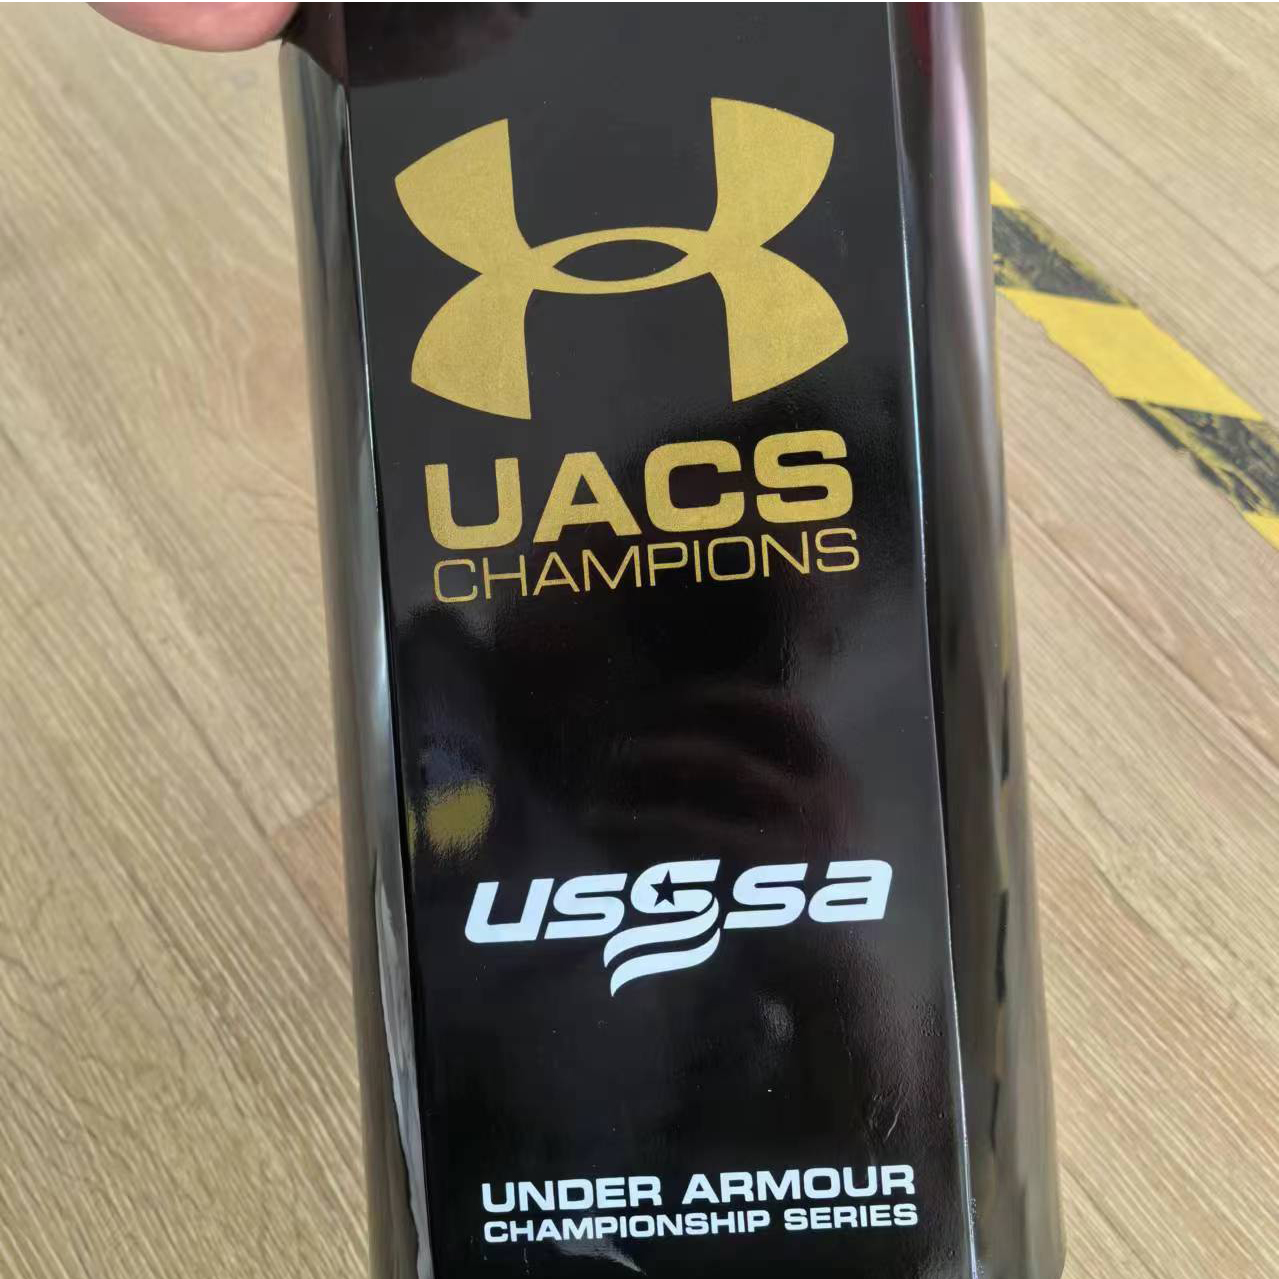 UACS
CHAMPIONS
usssa
UNDER ARMOUR
CHAMPIONSHIP SERIES